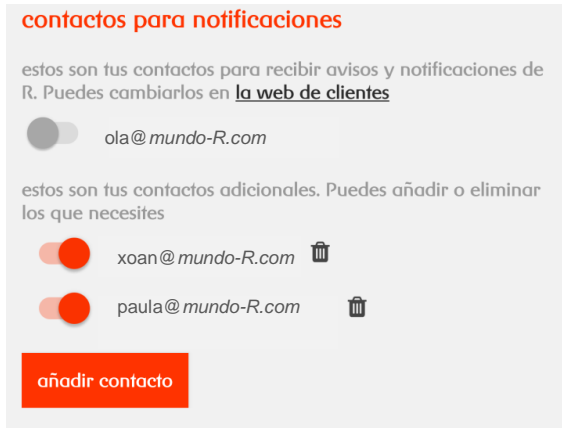 contactos para notificaciones
estos son tus contactos para recibir avisos y notificaciones de
R. Puedes cambiarlos en la web de clientes
ola@mundo-R.com
estos son tus contactos adicionales. Puedes añadir o eliminar
los que necesites
xoan@mundo-R.com
paula@mundo-R.com
añadir contacto